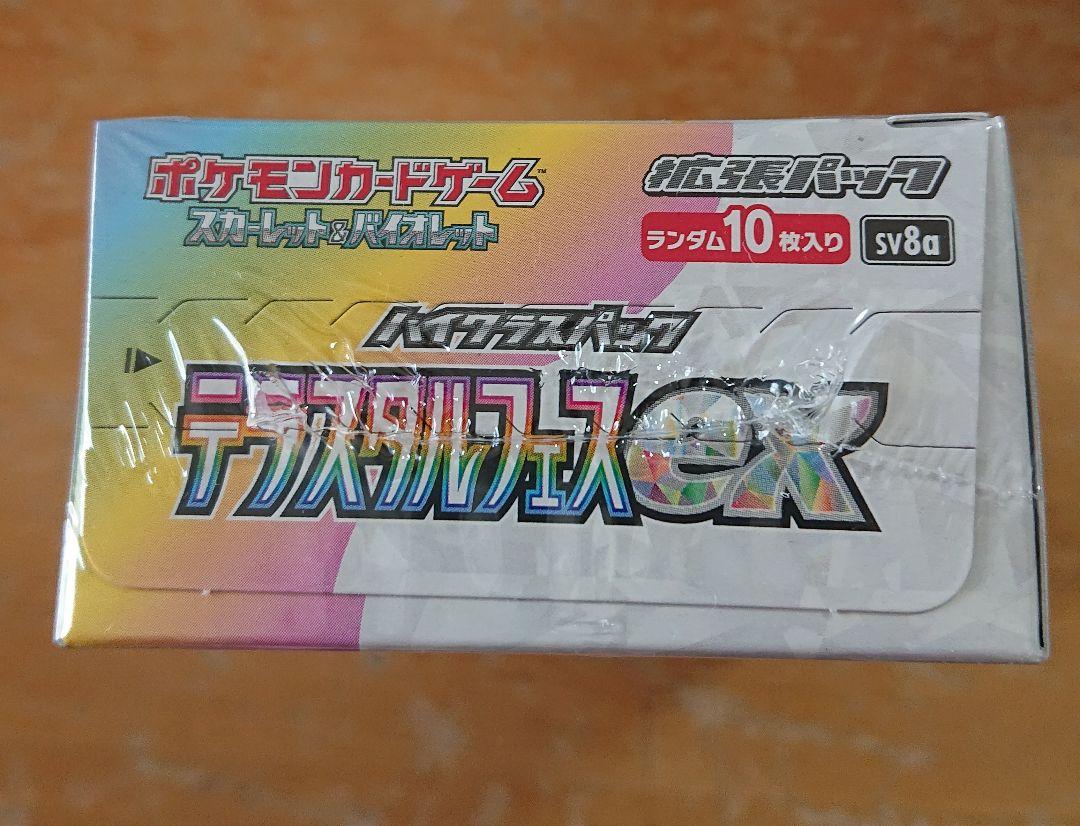 ポケモンカードゲーム™
スカーレット&バイオレット
拡張パック
ランダム10枚入り
SV8a
ハイクラスパック
テラスタルフェスex